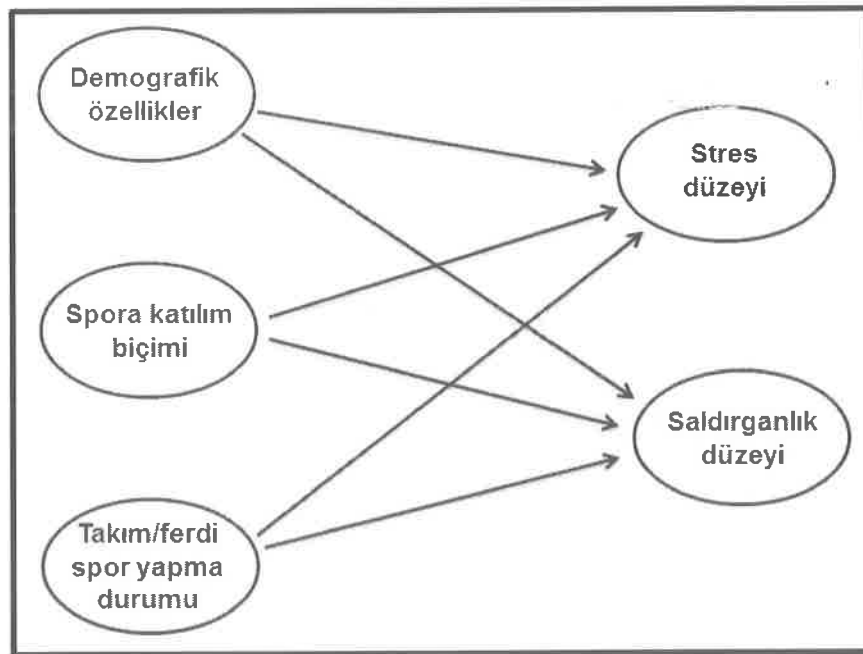 Demografik
özellikler
Stres
düzeyi
Spora katılım
biçimi
Saldırganlık
düzeyi
Takım/ferdi
spor yapma
durumu